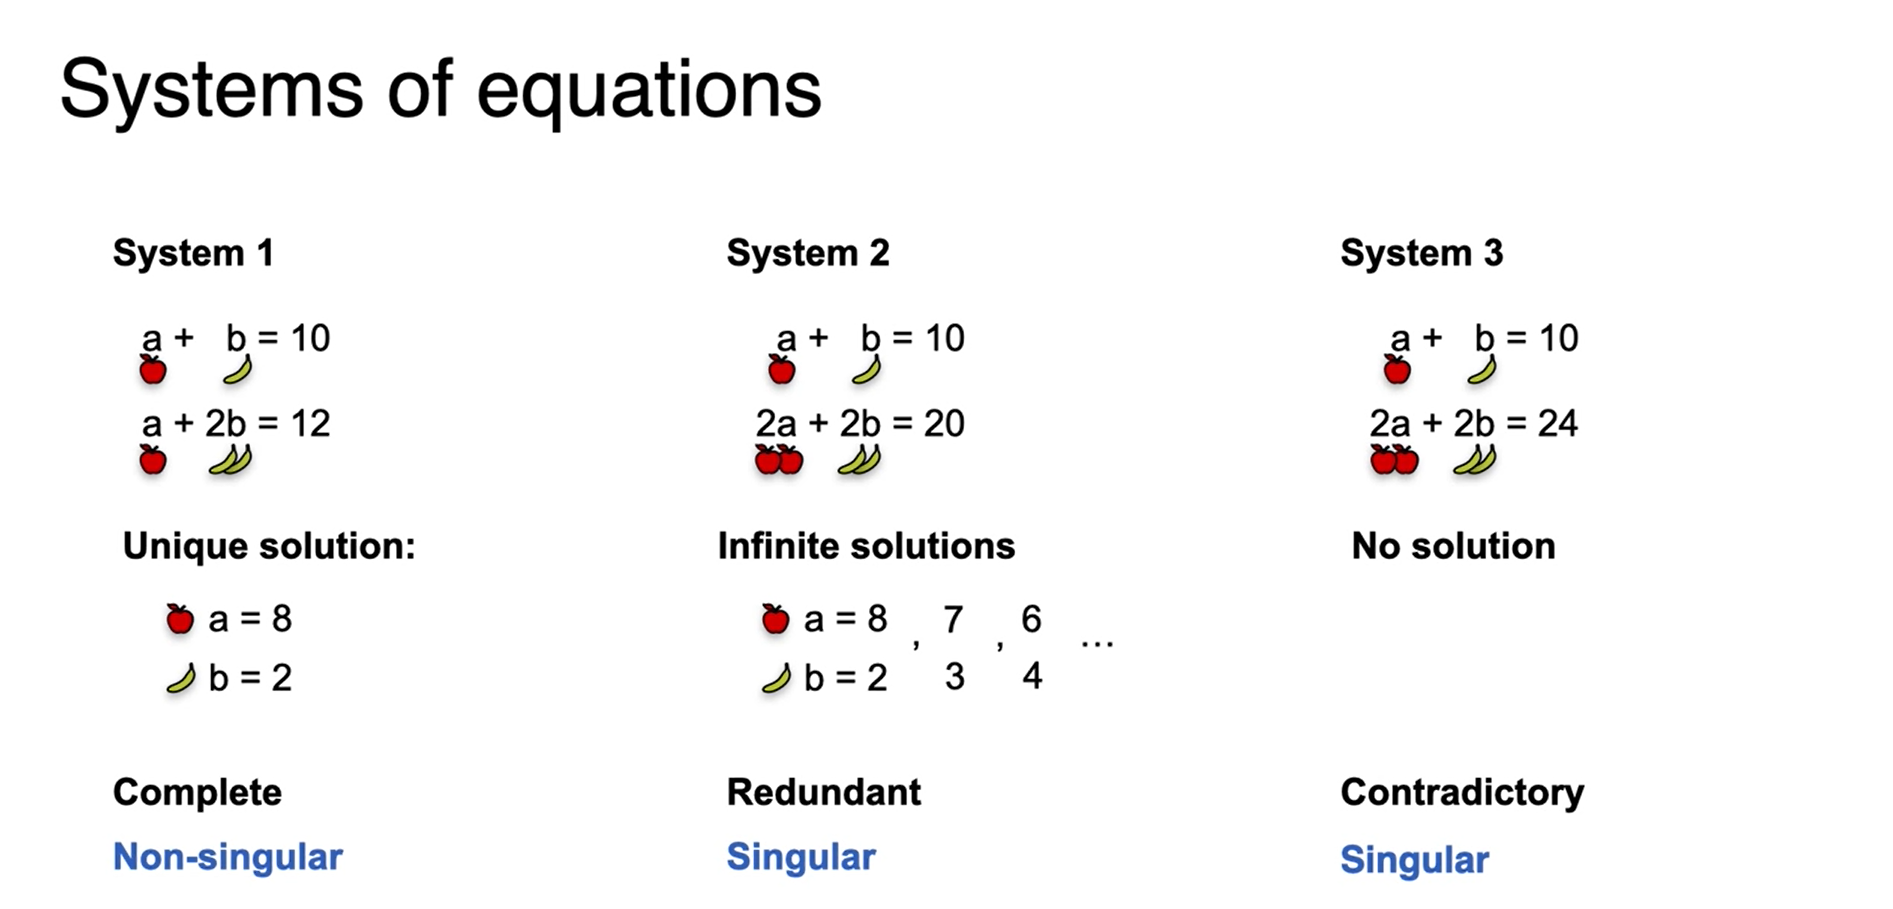 Systems of equations
System 1
a + b = 10
a + 2b = 12
Unique solution:
a = 8
b = 2
Complete
Non-singular
System 2
a + b = 10
2a + 2b = 20
Infinite solutions
a = 8 , 7 , 6 ...
b = 2 3 4
Redundant
Singular
System 3
a + b = 10
2a + 2b = 24
No solution
Contradictory
Singular